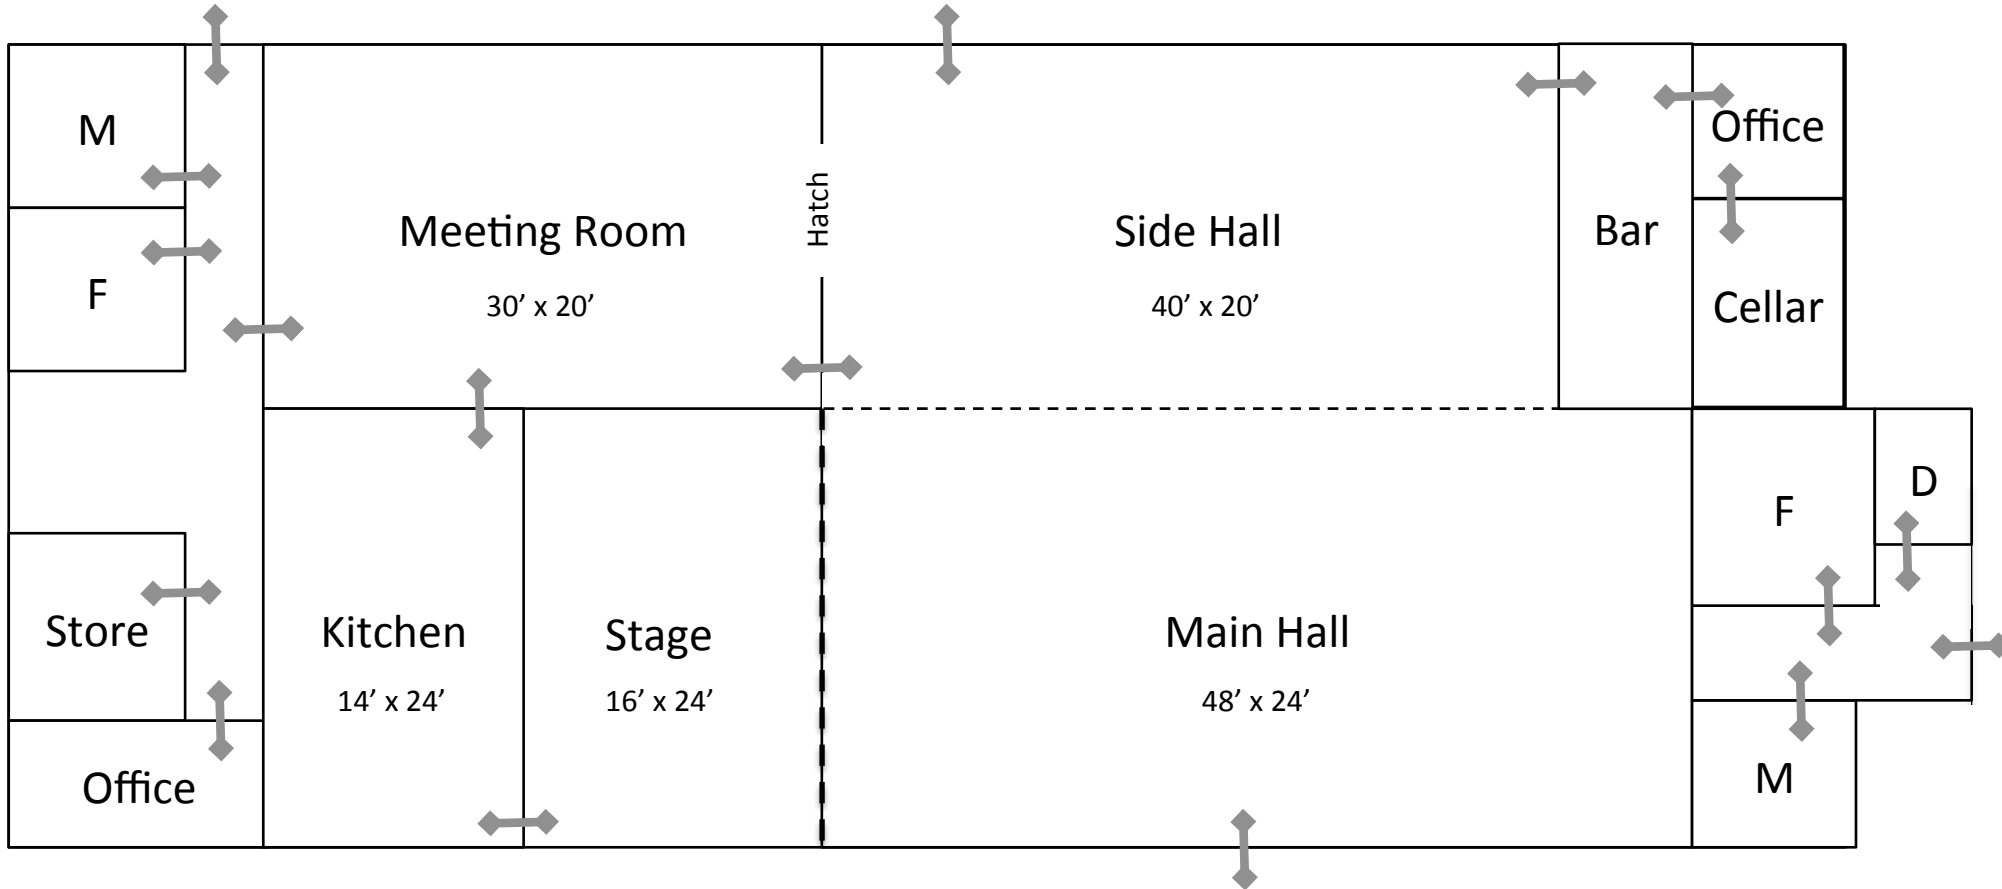 M
F
Meeting Room
30’ x 20’
Hatch
Side Hall
40’ x 20’
Bar
Office
Cellar
Store
Office
Kitchen
14’ x 24’
Stage
16’ x 24’
Main Hall
48’ x 24’
F
D
M